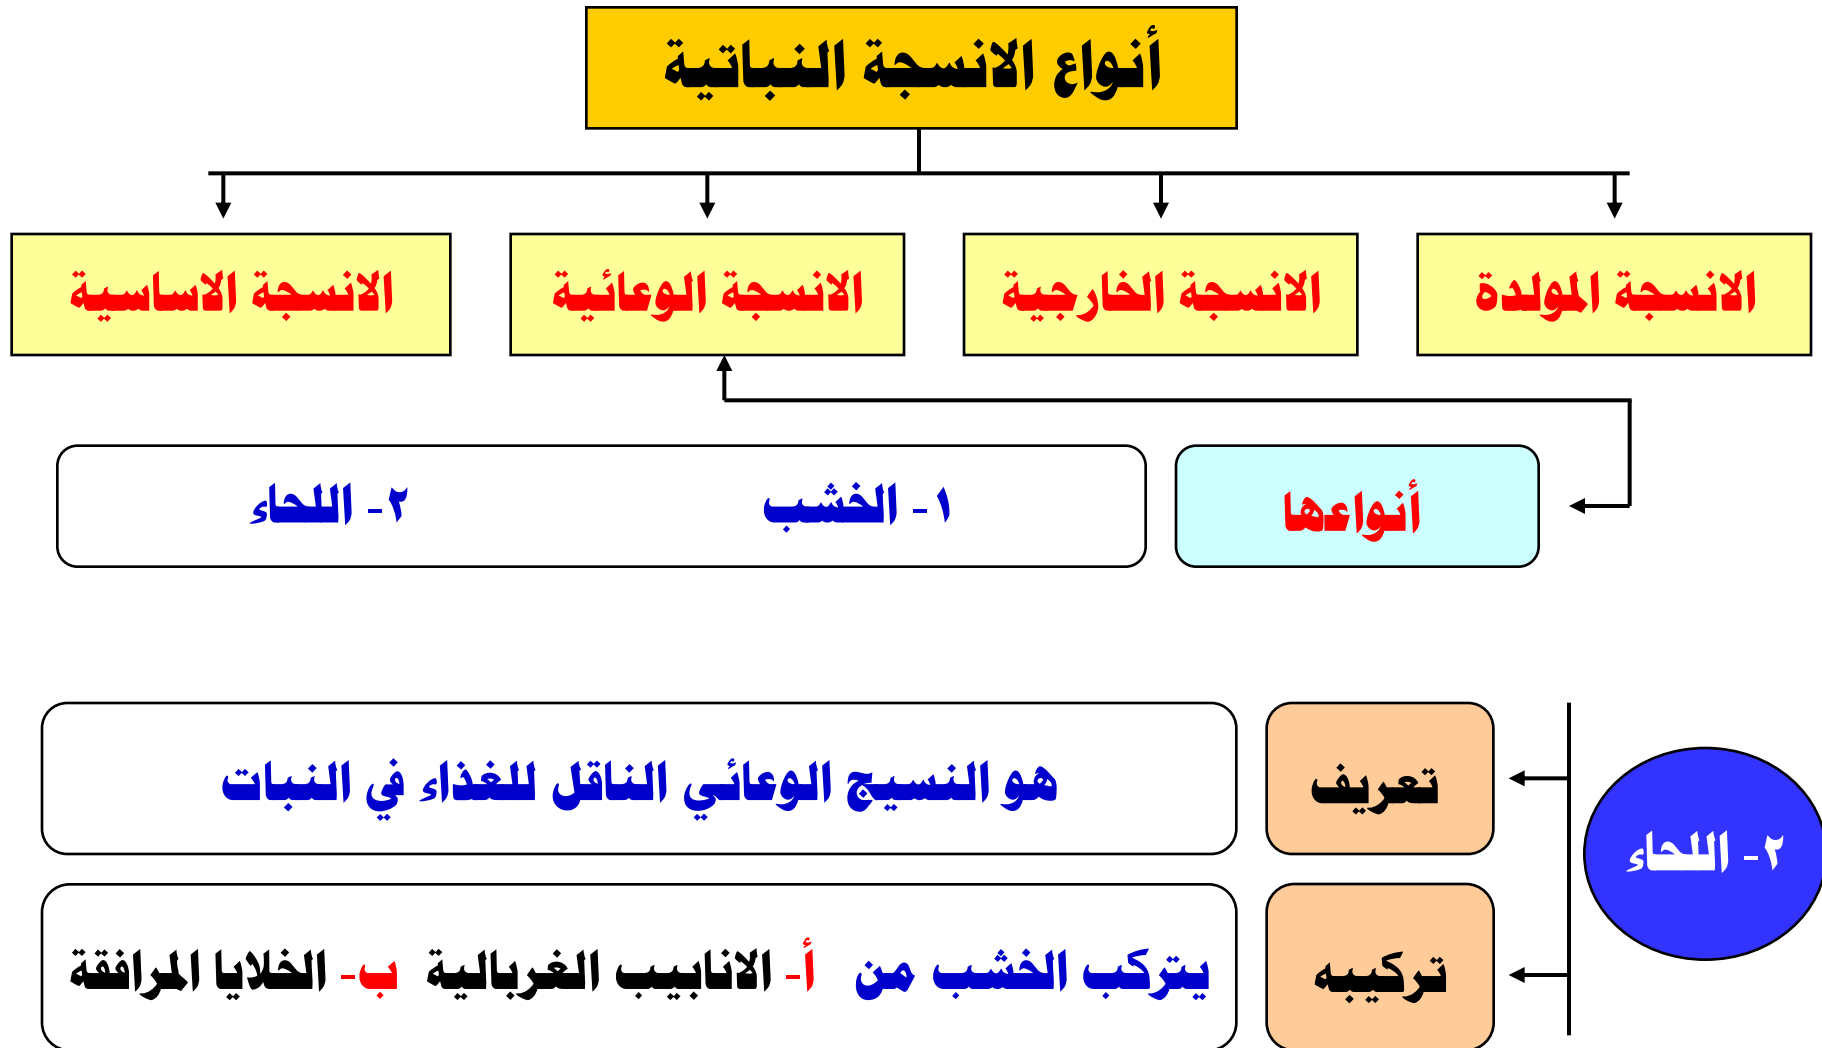 أنواع الانسجة النباتية
الانسجة المولدة
الانسجة الخارجية
الانسجة الوعائية
الانسجة الاساسية
أنواعها
١- الخشب ٢- اللحاء
٢- اللحاء
تعريف
هو النسيج الوعائي الناقل للغذاء في النبات
تركيبه
يتركب الخشب من أ- الانابيب الغربالية ب- الخلايا المرافقة